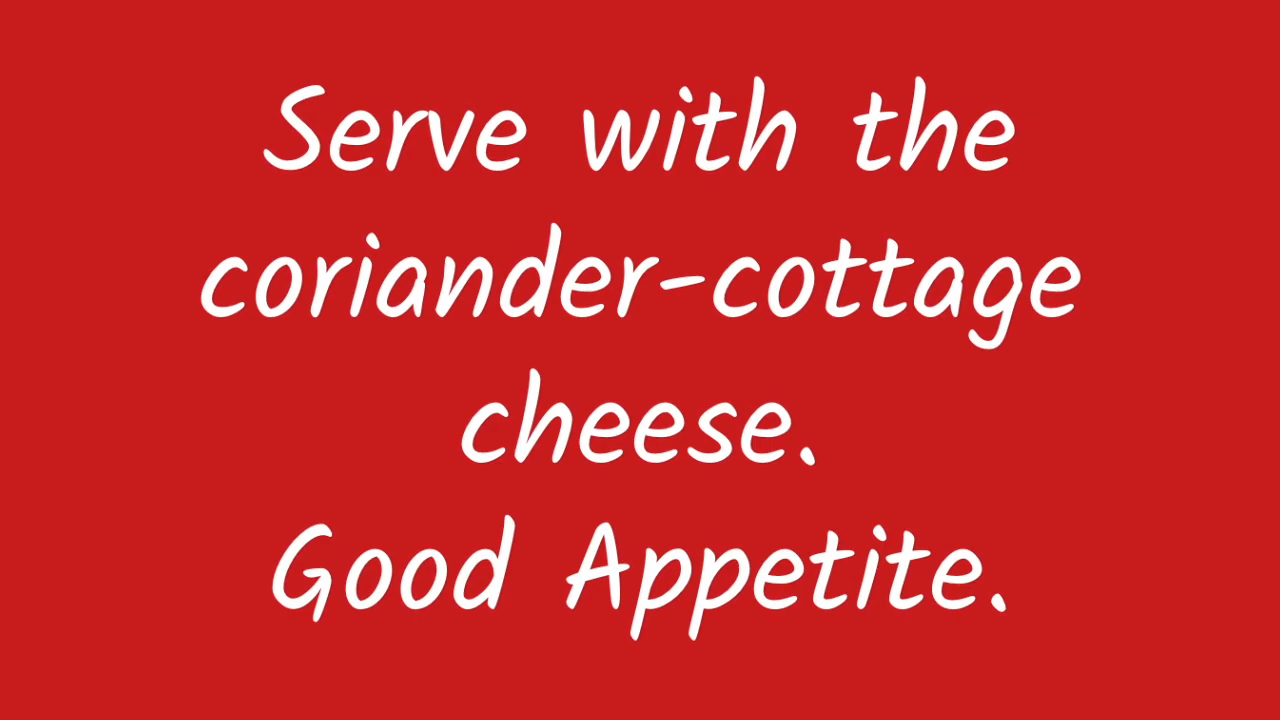 Serve with the
coriander-cottage
cheese.
Good Appetite.